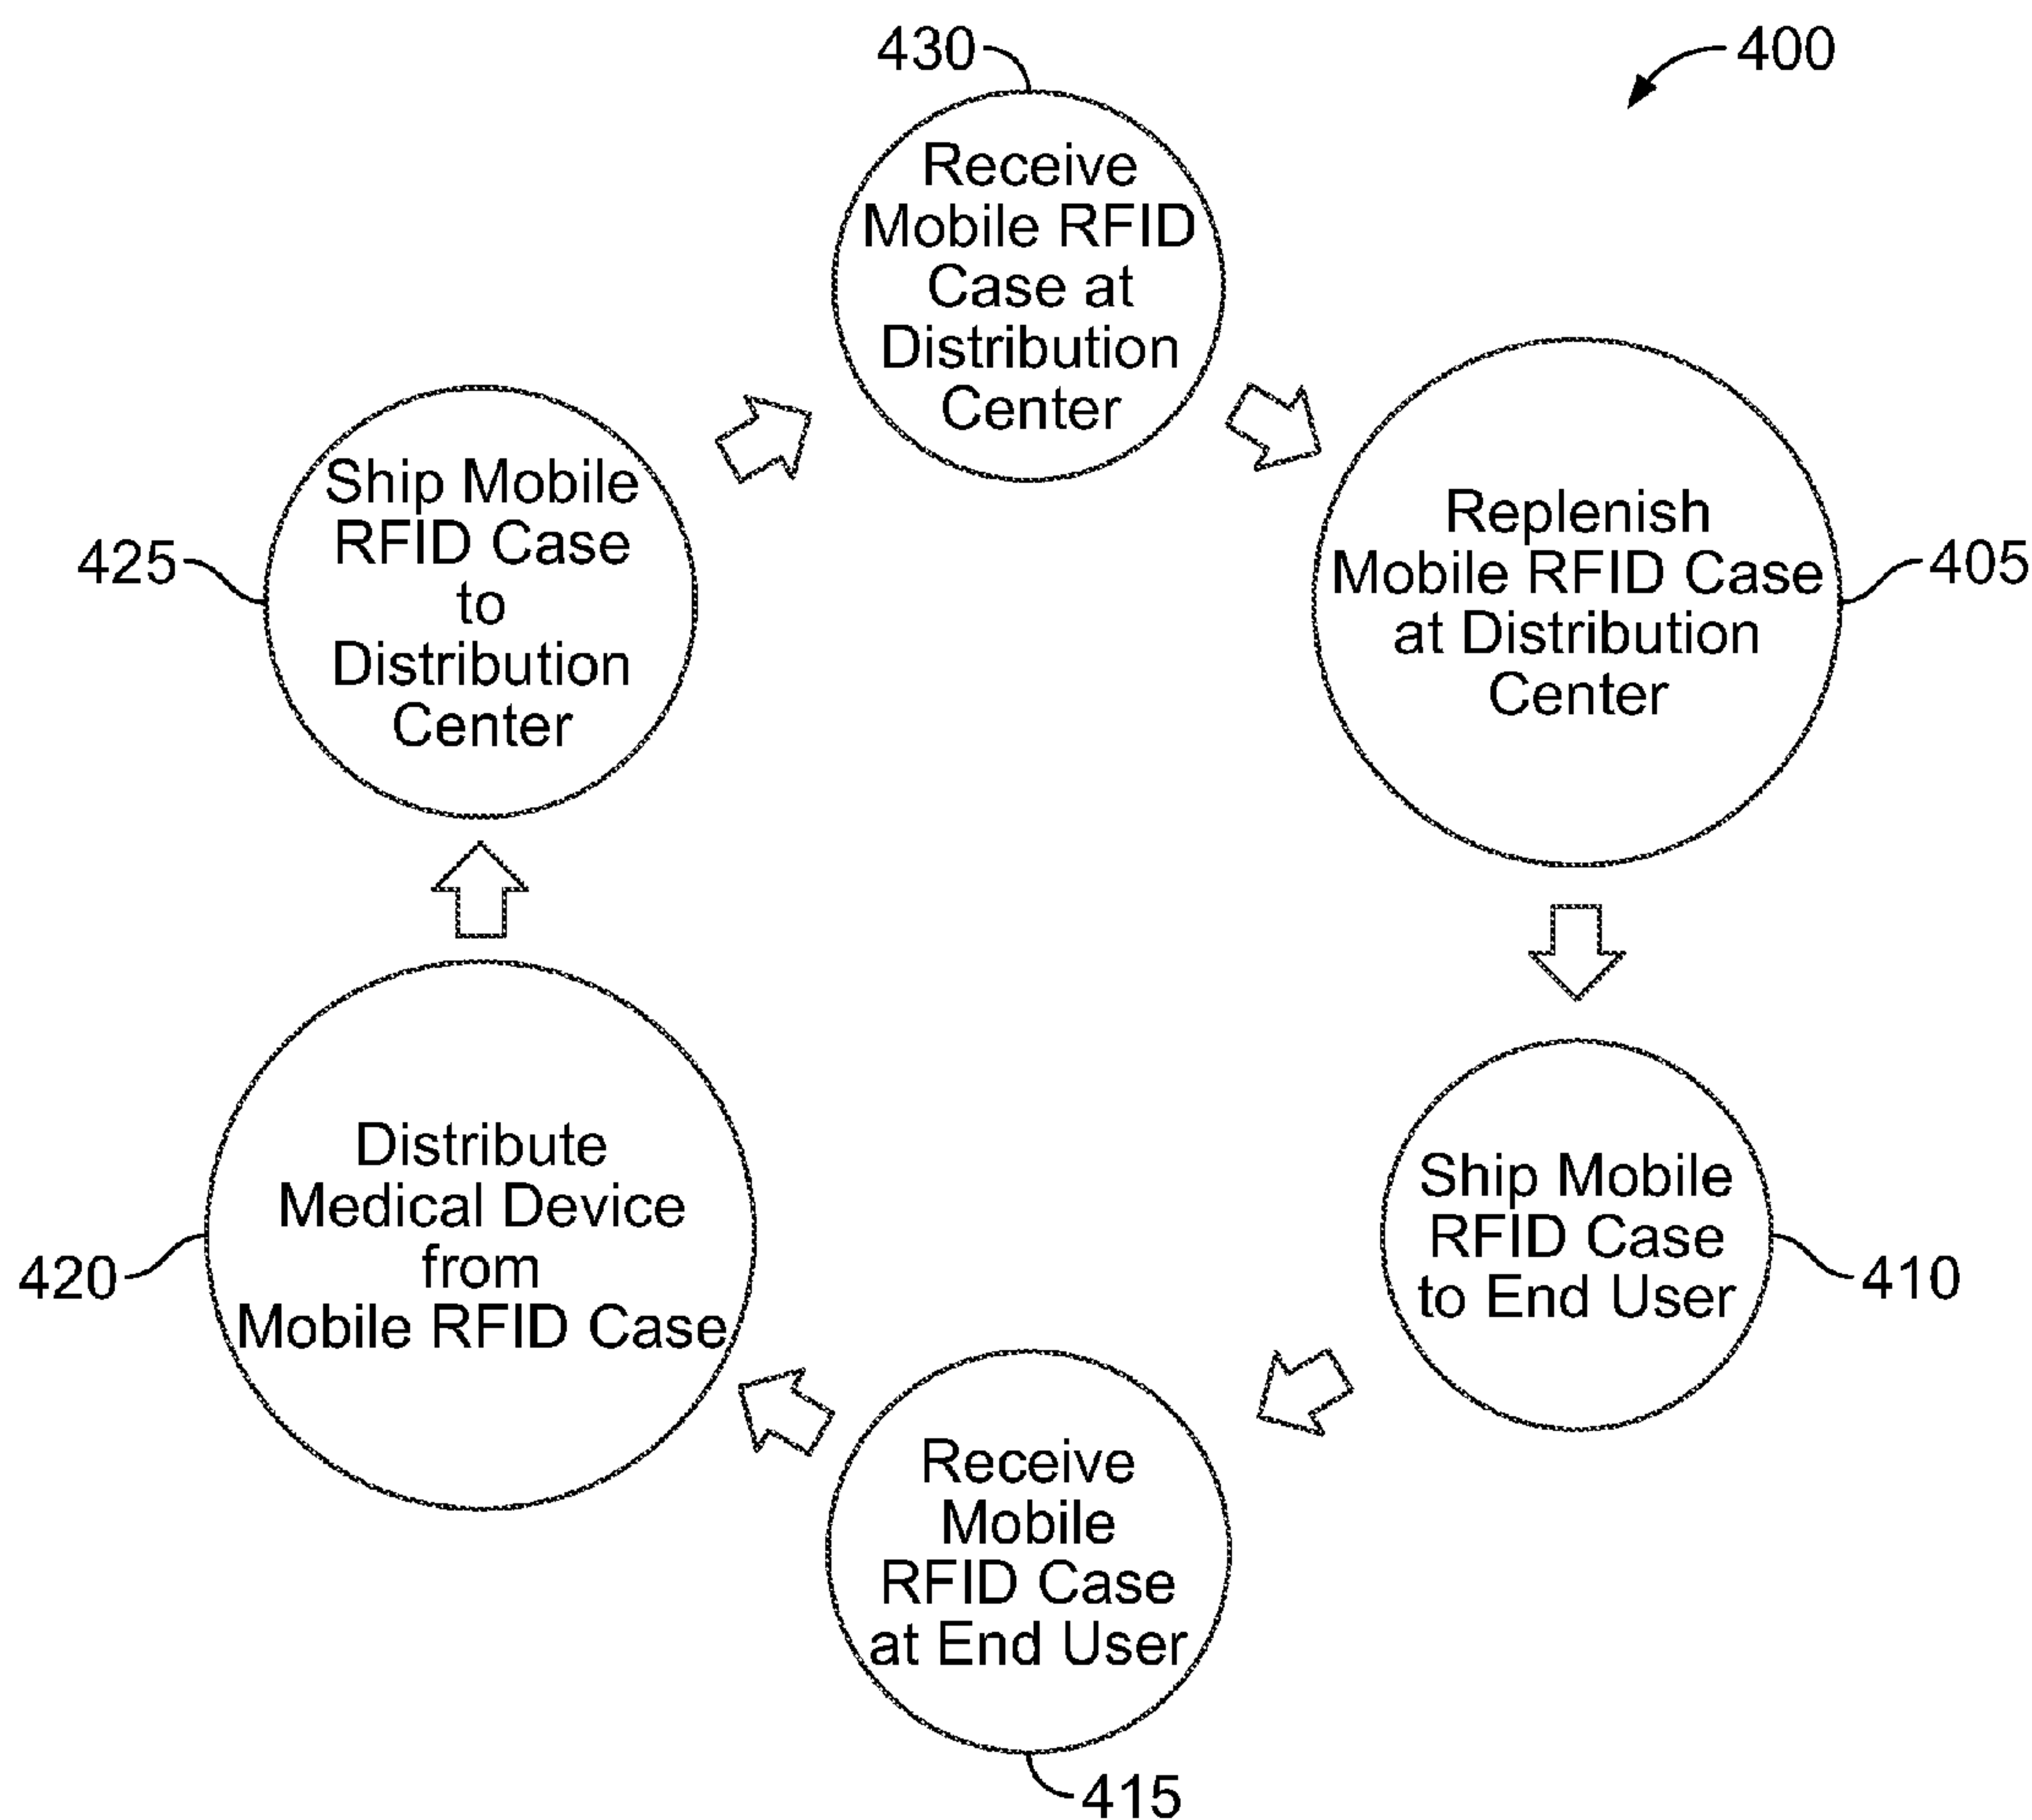 430
400
Receive
Mobile RFID
Case at
Distribution
Center
Ship Mobile
RFID Case
to
Distribution
Center
425
Replenish
Mobile RFID Case
at Distribution
Center
405
Distribute
Medical Device
from
Mobile RFID Case
420
Ship Mobile
RFID Case
to End User
410
Receive
Mobile
RFID Case
at End User
415